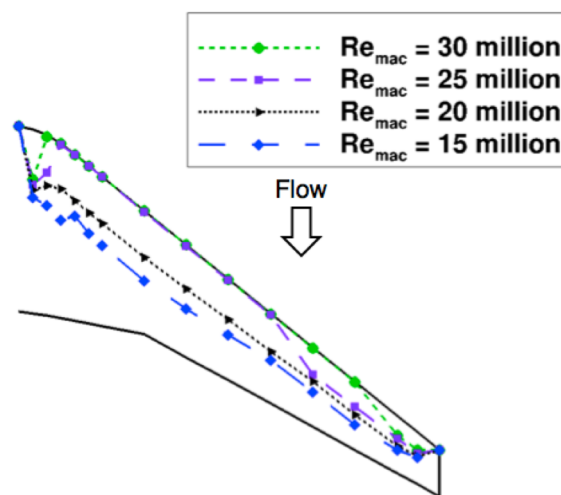 Re_mac = 30 million
Re_mac = 25 million
Re_mac = 20 million
Re_mac = 15 million
Flow